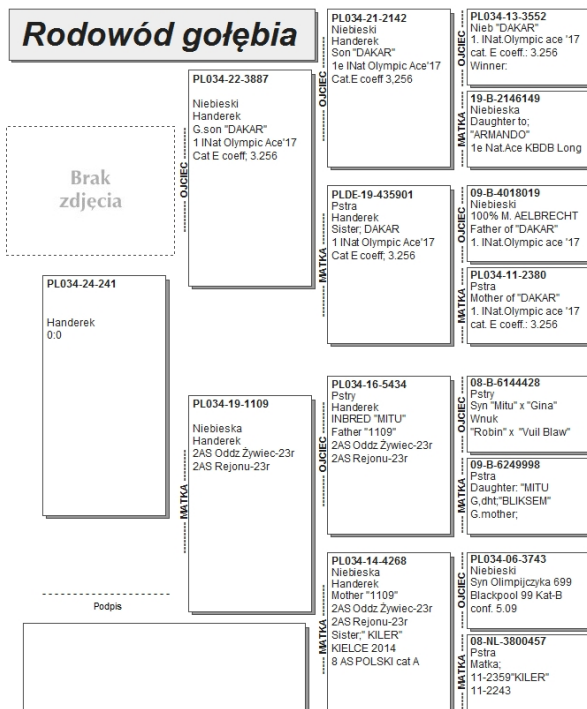 Rodowód gołębia
Brak
zdjęcia
PL034-24-241
Handerek
0:0
Podpis
OJCIEC
PL034-22-3887
Niebieski
Handerek
G.son "DAKAR"
1 INat Olympic Ace'17
Cat E coeff; 3.256
MATKA
PL034-19-1109
Niebieska
Handerek
2AS Oddz Żywiec-23r
2AS Rejonu-23r
OJCIEC
PL034-21-2142
Niebieski
Handerek
Son "DAKAR"
1e INat Olympic Ace'17
Cat.E coeff 3,256
MATKA
PLDE-19-435901
Pstra
Handerek
Sister; DAKAR
1 INat Olympic Ace'17
Cat E coeff; 3.256
OJCIEC
PL034-16-5434
Pstry
Handerek
INBRED "MITU"
Father "1109"
2AS Oddz Żywiec-23r
2AS Rejonu-23r
MATKA
PL034-14-4268
Niebieska
Handerek
Mother "1109"
2AS Oddz Żywiec-23r
2AS Rejonu-23r
Sister;" KILER"
KIELCE 2014
8 AS POLSKI cat A
OJCIEC
PL034-13-3552
Nieb "DAKAR"
1. INat.Olympic ace '17
cat. E coeff.: 3.256
Winner:
MATKA
19-B-2146149
Niebieska
Daughter to;
"ARMANDO"
1e Nat.Ace KBDB Long
OJCIEC
09-B-4018019
Niebieski
100% M. AELBRECHT
Father of "DAKAR"
1. INat.Olympic ace '17
MATKA
PL034-11-2380
Pstra
Mother of "DAKAR"
1. INat.Olympic ace '17
cat. E coeff.: 3.256
OJCIEC
08-B-6144428
Pstry
Syn "Mitu" x "Gina"
Wnuk
"Robin" x "Vuil Blaw"
MATKA
09-B-6249998
Pstra
Daughter: "MITU
G,dht;"BLIKSEM"
G.mother;
OJCIEC
PL034-06-3743
Niebieski
Syn Olimpijczyka 699
Blackpool 99 Kat-B
conf. 5.09
MATKA
08-NL-3800457
Pstra
Matka;
11-2359"KILER"
11-2243